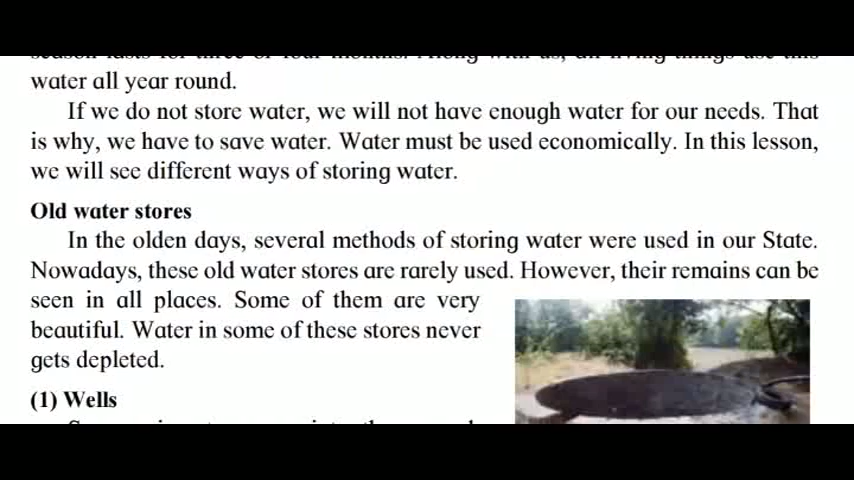 water all year round.
If we do not store water, we will not have enough water for our needs. That
is why, we have to save water. Water must be used economically. In this lesson,
we will see different ways of storing water.
Old water stores
In the olden days, several methods of storing water were used in our State.
Nowadays, these old water stores are rarely used. However, their remains can be
seen in all places. Some of them are very
beautiful. Water in some of these stores never
gets depleted.
(1) Wells